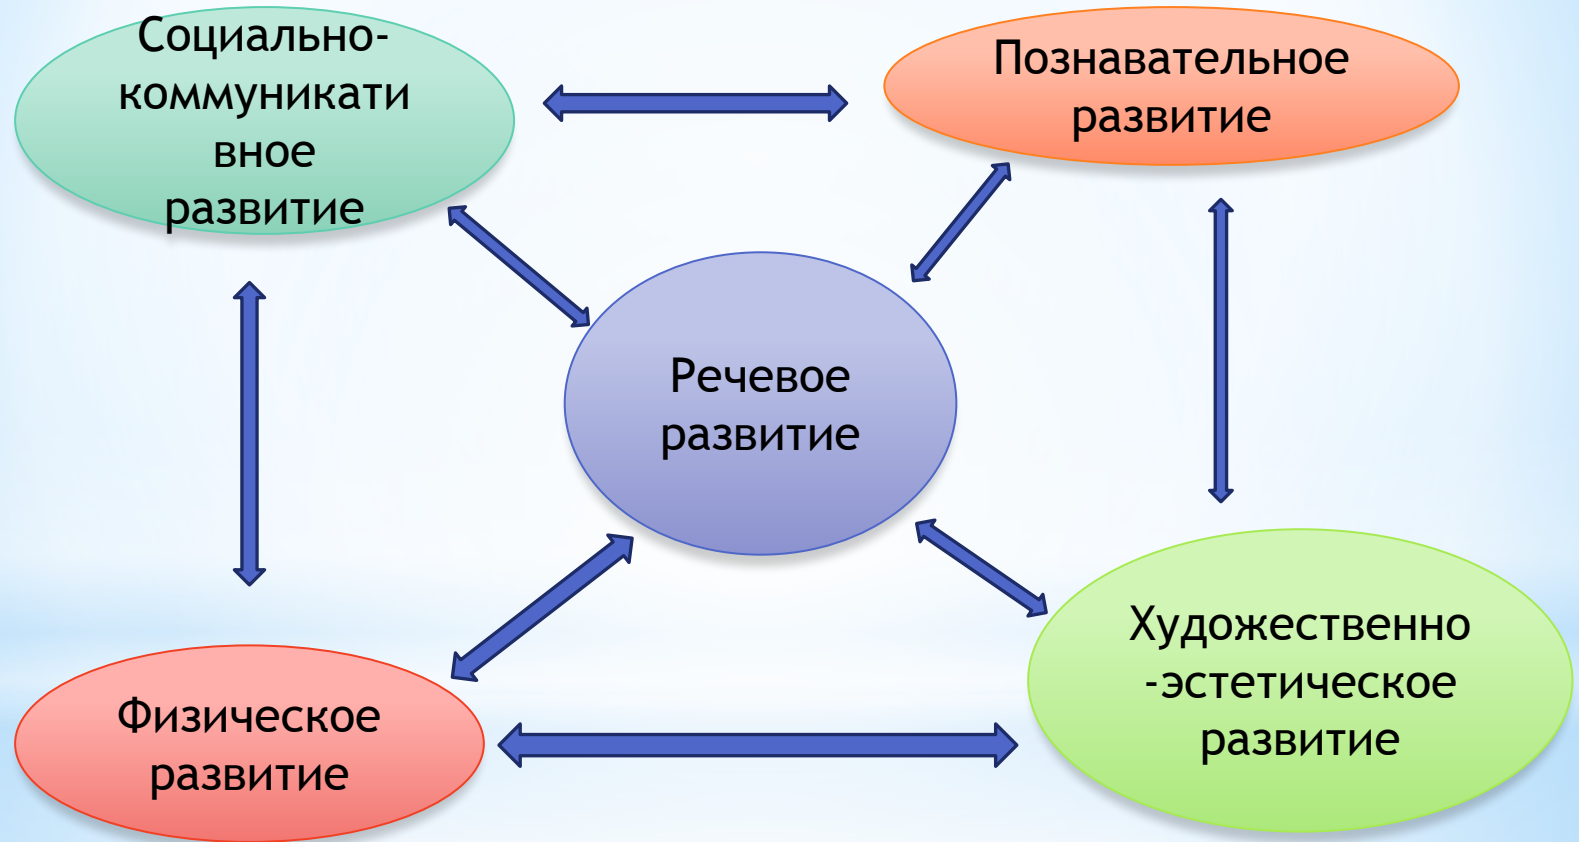 Социально-
коммуникати
вное
развитие
Познавательное
развитие
Речевое
развитие
Физическое
развитие
Художественно
-эстетическое
развитие